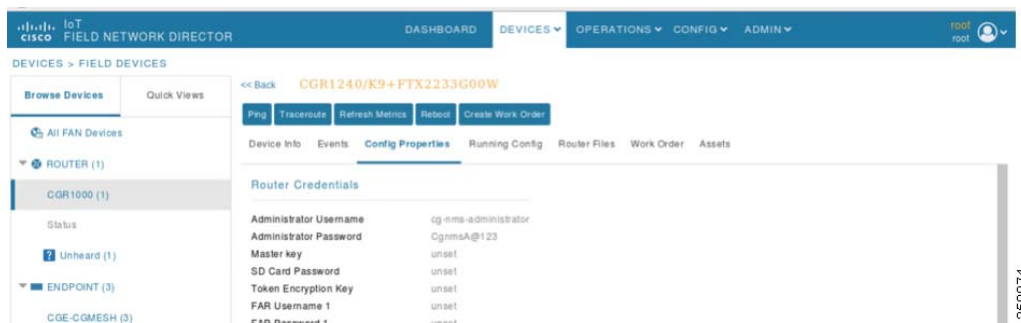 cisco IoT
FIELD NETWORK DIRECTOR
DASHBOARD DEVICES OPERATIONS CONFIG ADMIN
root
root
DEVICES > FIELD DEVICES
Browse Devices Quick Views
All FAN Devices
ROUTER (1)
CGR1000 (1)
Status
? Unheard (1)
ENDPOINT (3)
CGE-CGMESH (3)
<< Back CGR1240/K9+FTX2233G00W
Ping Traceroute Refresh Metrics Reboot Create Work Order
Device Info Events Config Properties Running Config Router Files Work Order Assets
Router Credentials
Administrator Username cg-nms-administrator
Administrator Password CgnmsA@123
Master key unset
SD Card Password unset
Token Encryption Key unset
FAR Username 1 unset
FAR Password 1 unset